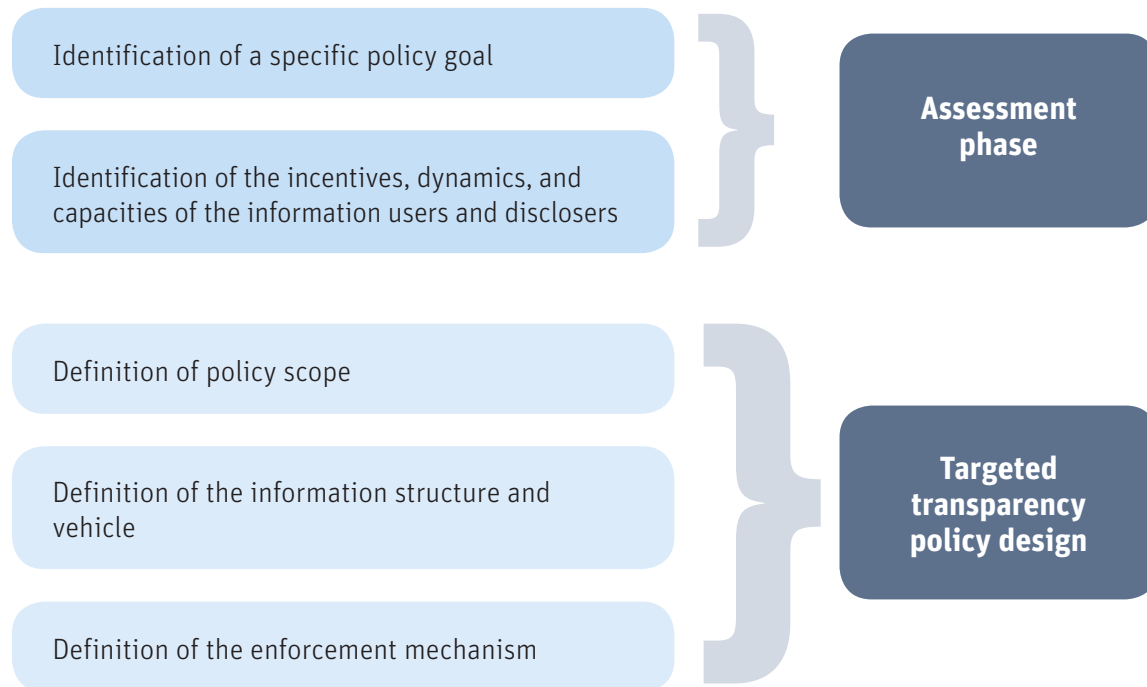 Identification of a specific policy goal
Identification of the incentives, dynamics, and
capacities of the information users and disclosers
Assessment
phase
Definition of policy scope
Definition of the information structure and
vehicle
Definition of the enforcement mechanism
Targeted
transparency
policy design